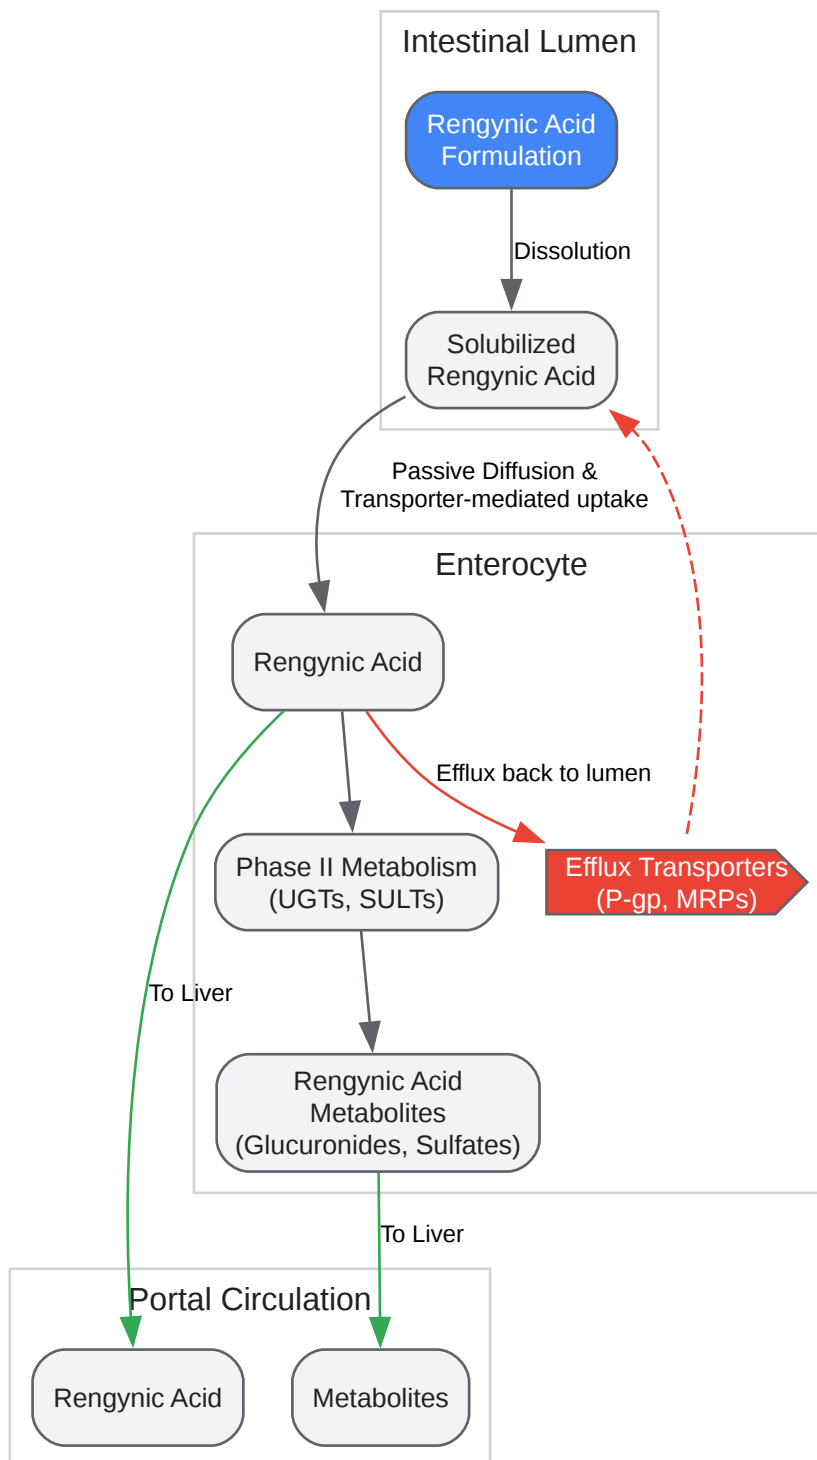 Intestinal Lumen
Rengynic Acid
Formulation
Dissolution
Solubilized
Rengynic Acid
Passive Diffusion &
Transporter-mediated uptake
Enterocyte
Rengynic Acid
Efflux back to lumen
Phase II Metabolism
(UGTs, SULTs)
Efflux Transporters
(P-gp, MRPs)
To Liver
Rengynic Acid
Metabolites
(Glucuronides, Sulfates)
To Liver
Portal Circulation
Rengynic Acid
Metabolites